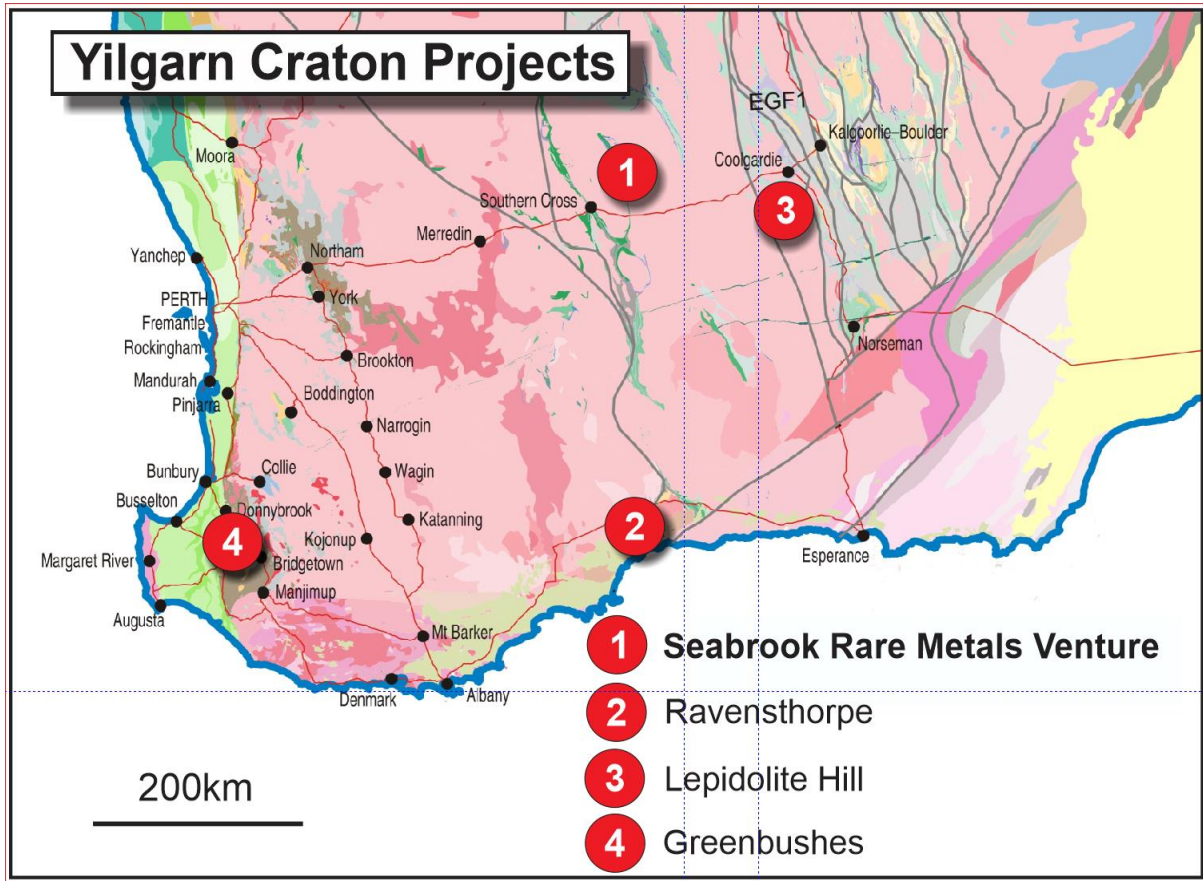 Yilgarn Craton Projects
EGF1
Kalgoorlie-Boulder
Moora
Coolgardie
1
3
Southern Cross
Merredin
Northam
Yanchep
York
PERTH
Fremantle
Rockingham
Norseman
Brookton
Mandurah
Pinjarra
Boddington
Narrogin
Bunbury
Collie
Wagin
Busselton
Donnybrook
Katanning
2
4
Kojonup
Esperance
Margaret River
Bridgetown
Manjimup
Augusta
Mt Barker
Denmark
Albany
1 Seabrook Rare Metals Venture
2 Ravensthorpe
3 Lepidolite Hill
4 Greenbushes
200km